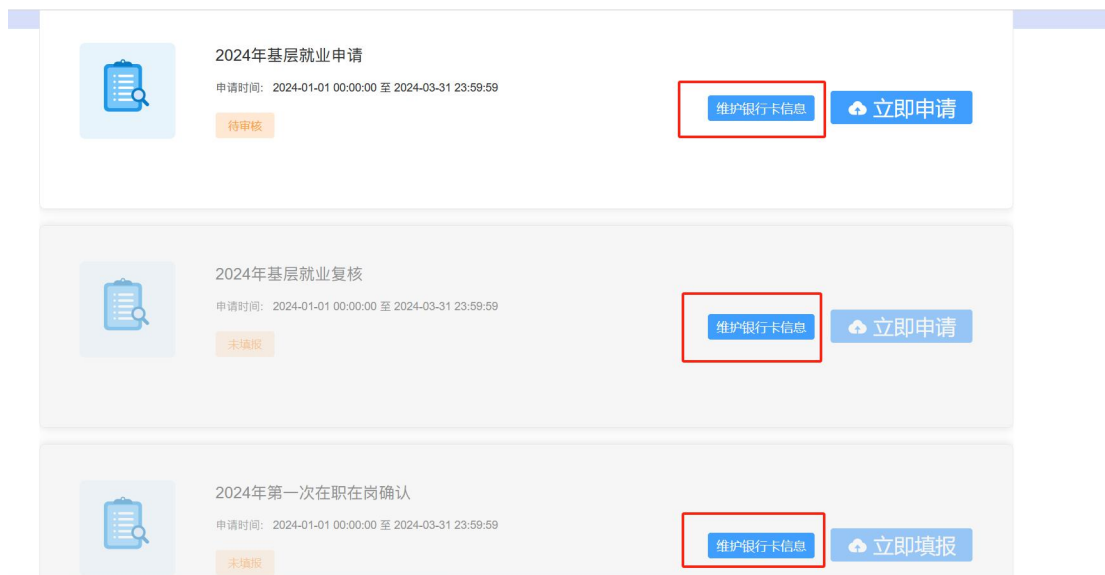 2024年基层就业申请
申请时间: 2024-01-01 00:00:00 至 2024-03-31 23:59:59
待审核
维护银行卡信息
立即申请
2024年基层就业复核
申请时间: 2024-01-01 00:00:00 至 2024-03-31 23:59:59
未填报
维护银行卡信息
立即申请
2024年第一次在职在岗确认
申请时间: 2024-01-01 00:00:00 至 2024-03-31 23:59:59
未填报
维护银行卡信息
立即填报